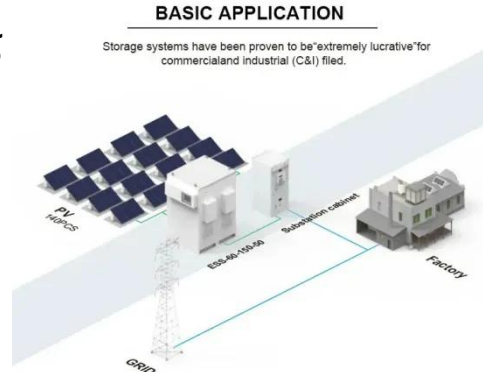 BASIC APPLICATION
Storage systems have been proven to be“extremely lucrative”for
commercialand industrial (C&I) filed.
PV
140PCS
ESS-60-150-50
Substation cabinet
Factory
GRID